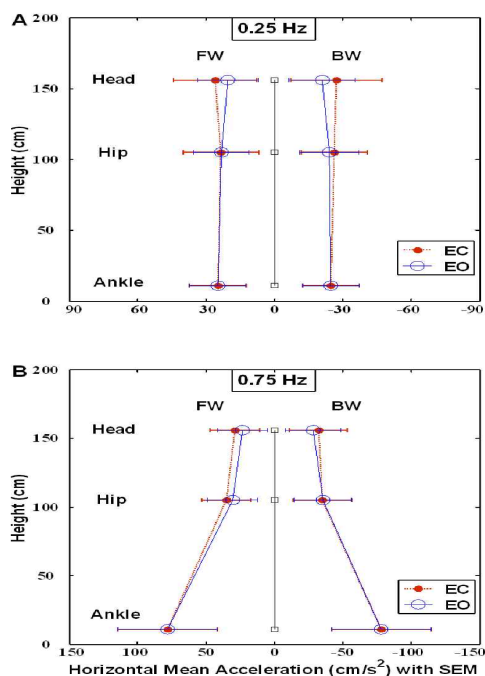 A
0.25 Hz
200
FW
BW
Head
150
Hip
100
Height (cm)
50
EC
EO
Ankle
0
90
60
30
0
-30
-60
-90
B
0.75 Hz
200
FW
BW
Head
150
Hip
100
Height (cm)
50
EC
EO
Ankle
0
150
100
50
0
-50
-100
-150
Horizontal Mean Acceleration (cm/s²) with SEM